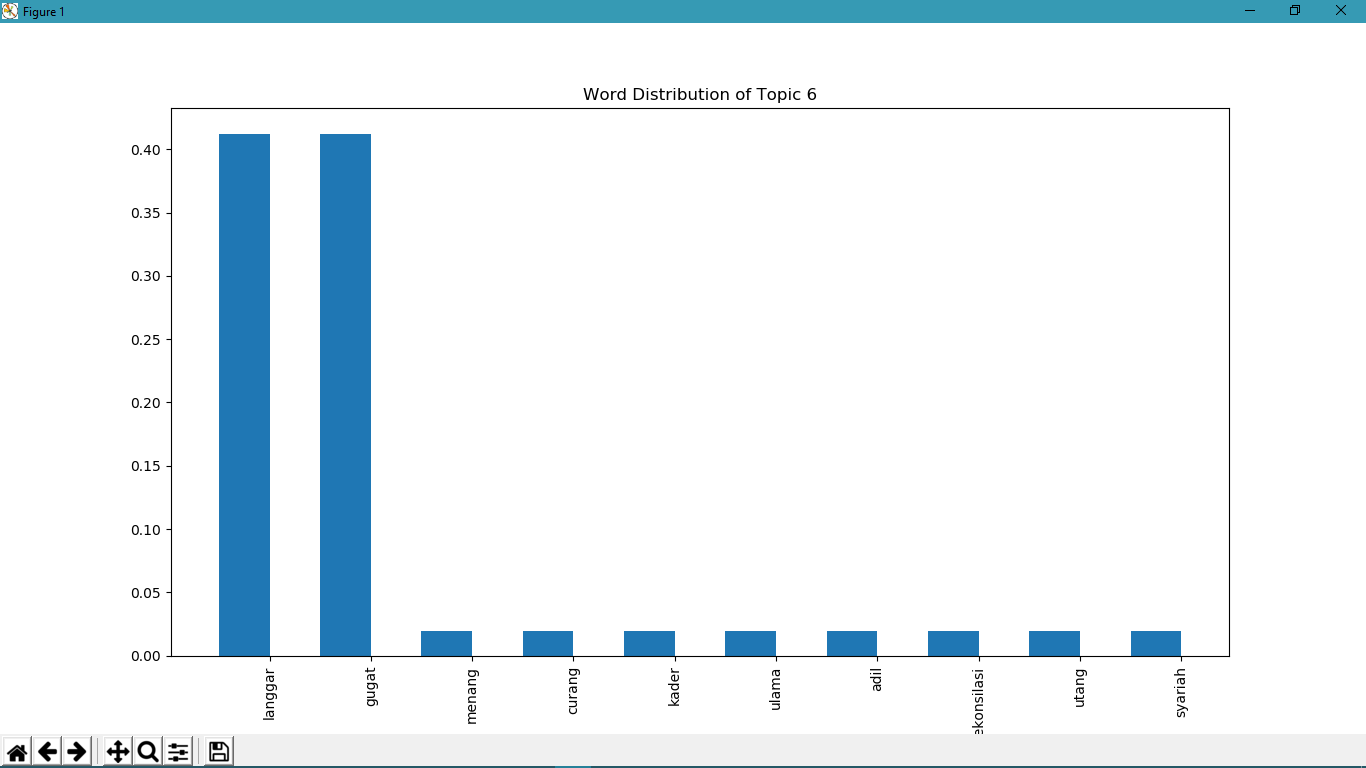 Figure 1
Word Distribution of Topic 6
0.40
0.35
0.30
0.25
0.20
0.15
0.10
0.05
0.00
langgar
gugat
menang
curang
kader
ulama
adil
ekonsilasi
utang
syariah